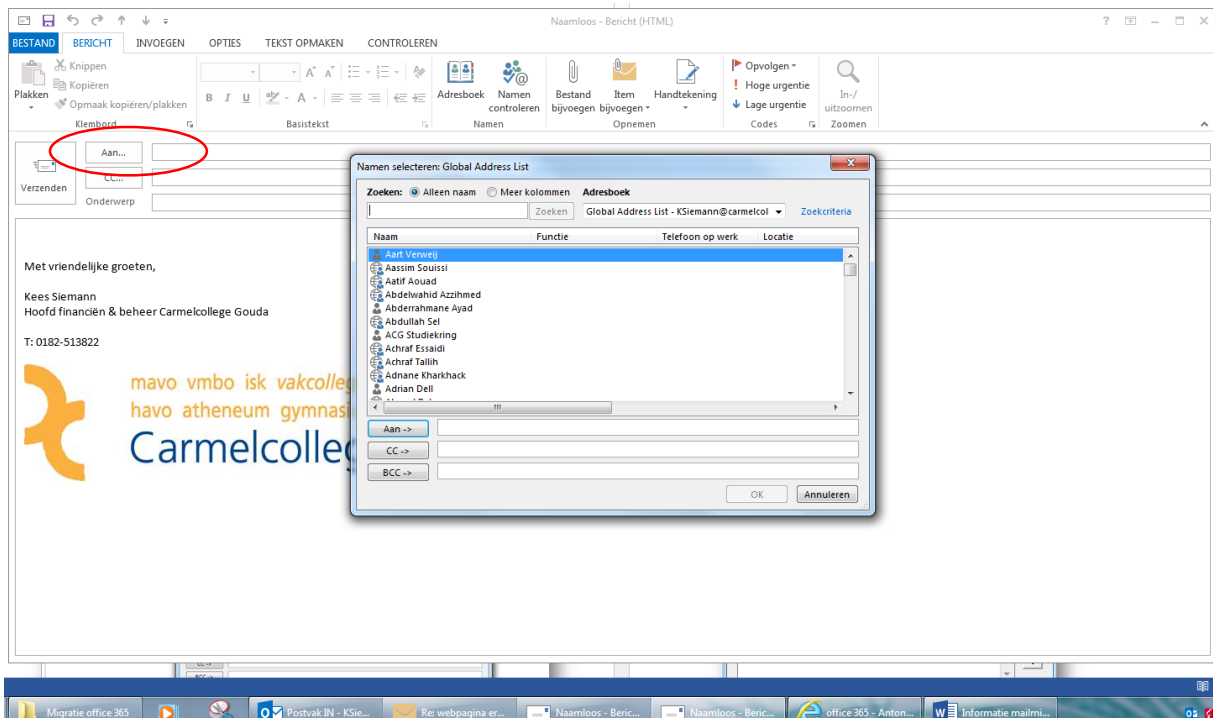 Naamloos - Bericht (HTML)
BESTAND BERICHT INVOEGEN OPTIES TEKST OPMAKEN CONTROLEREN
Plakken
Knippen
Kopiëren
Opmaak kopiëren/plakken
Klembord
B I U
Basistekst
Adresboek
Namen controleren
Namen
Bestand bijvoegen
Item bijvoegen
Handtekening
Opnemen
Opvolgen
Hoge urgentie
Lage urgentie
Codes
In-/ uitzoomen
Zoomen
Verzenden
Aan...
CC...
Onderwerp
Met vriendelijke groeten,
Kees Siemann
Hoofd financiën & beheer Carmelcollege Gouda
T: 0182-513822
mavo vmbo isk vakcolleg
havo atheneum gymnasi
Carmelcolleg
Namen selecteren: Global Address List
Zoeken: Alleen naam Meer kolommen Adresboek
Zoeken Global Address List - KSiemann@carmelcol Zoekcriteria
Naam Functie Telefoon op werk Locatie
Aart Verweij
Aassim Souissi
Aatif Aouad
Abdelwahid Azzihmed
Abderrahmane Ayad
Abdullah Sel
ACG Studiekring
Achraf Essaidi
Achraf Tallih
Adnane Kharkhack
Adrian Dell
Aan ->
CC ->
BCC ->
OK Annuleren
Migratie office 365
Postvak IN - KSie...
Re: webpagina er...
Naamloos - Beric...
Naamloos - Beric...
office 365 - Anton...
Informatie mailmi...